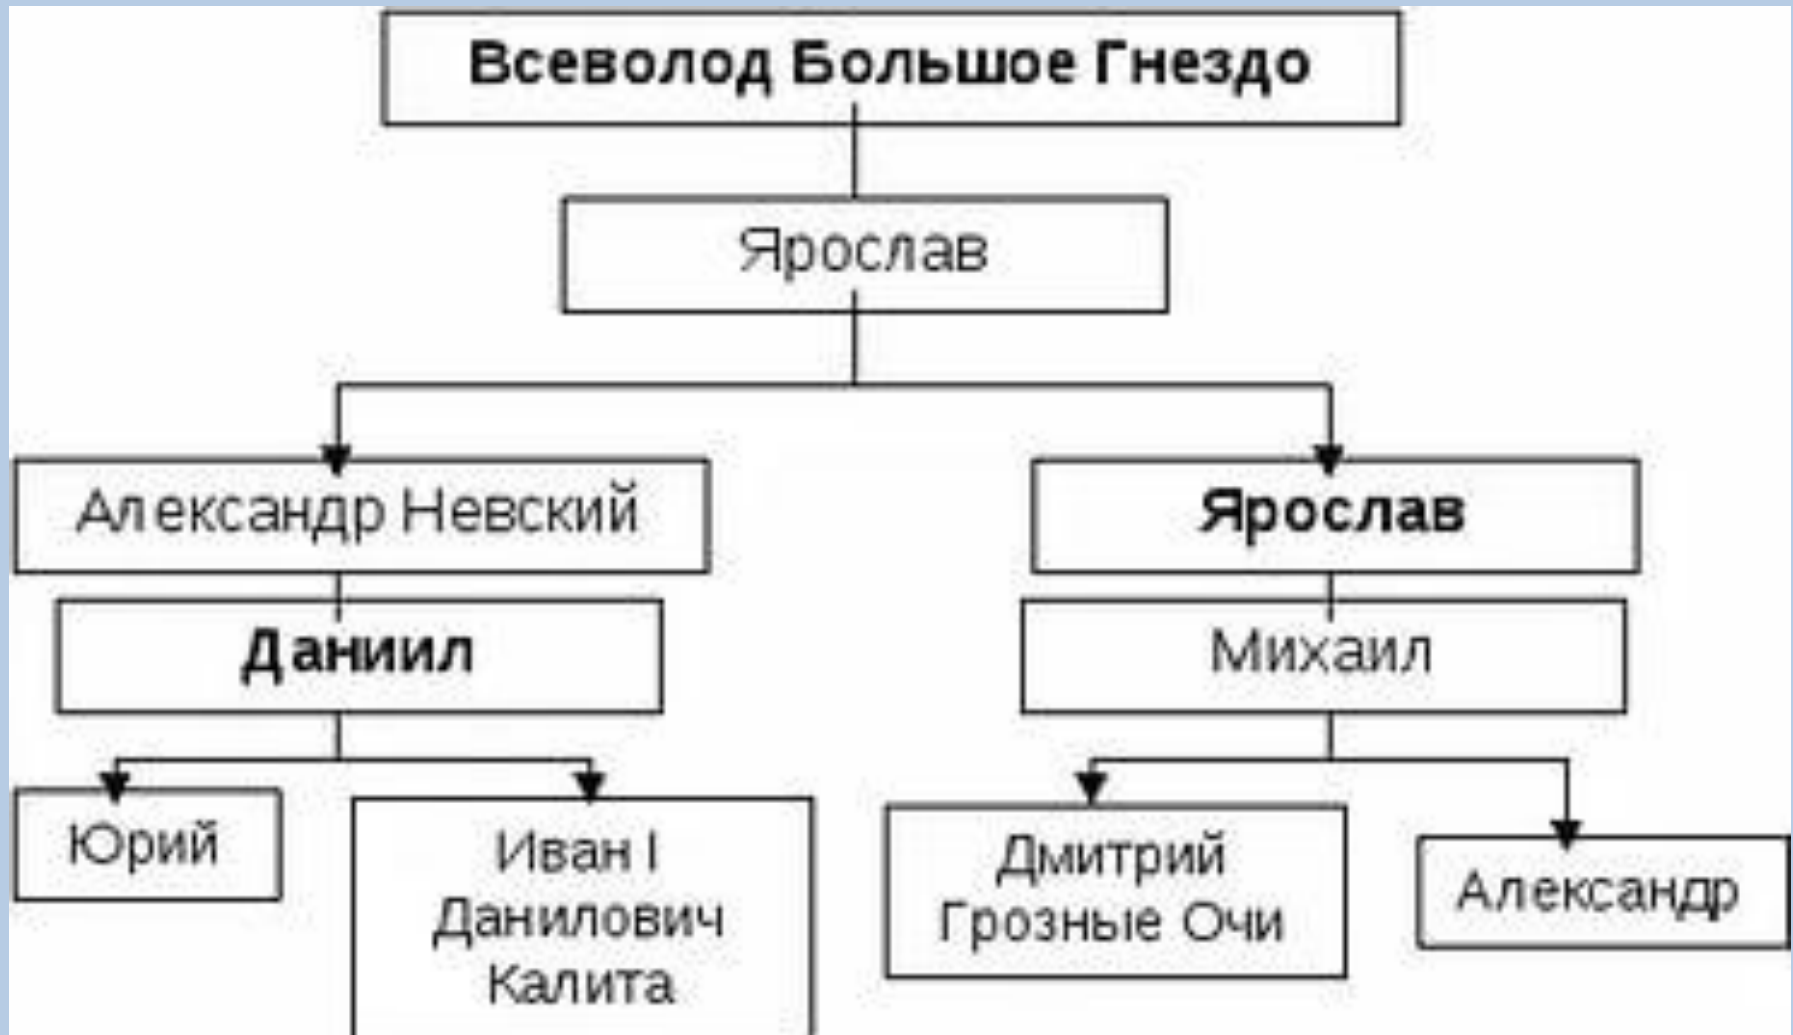 Всеволод Большое Гнездо
Ярослав
Александр Невский
Ярослав
Даниил
Михаил
Юрий
Иван I
Данилович
Калита
Дмитрий
Грозные Очи
Александр